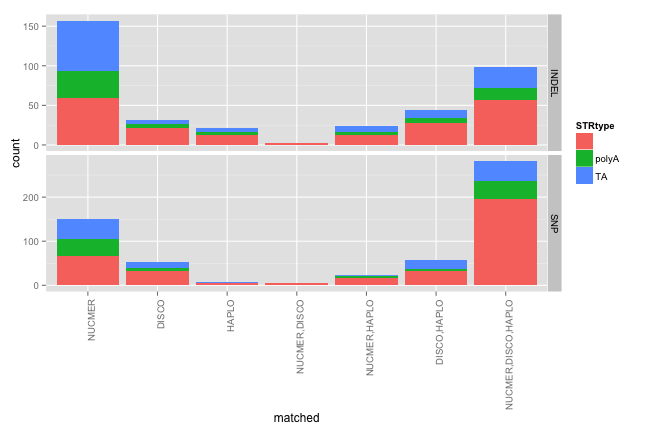 150
100
50
0
INDEL
200
100
0
SNP
count
NUCMER
DISCO
HAPLO
NUCMER,DISCO
NUCMER,HAPLO
DISCO,HAPLO
NUCMER,DISCO,HAPLO
matched
STRtype
polyA
TA